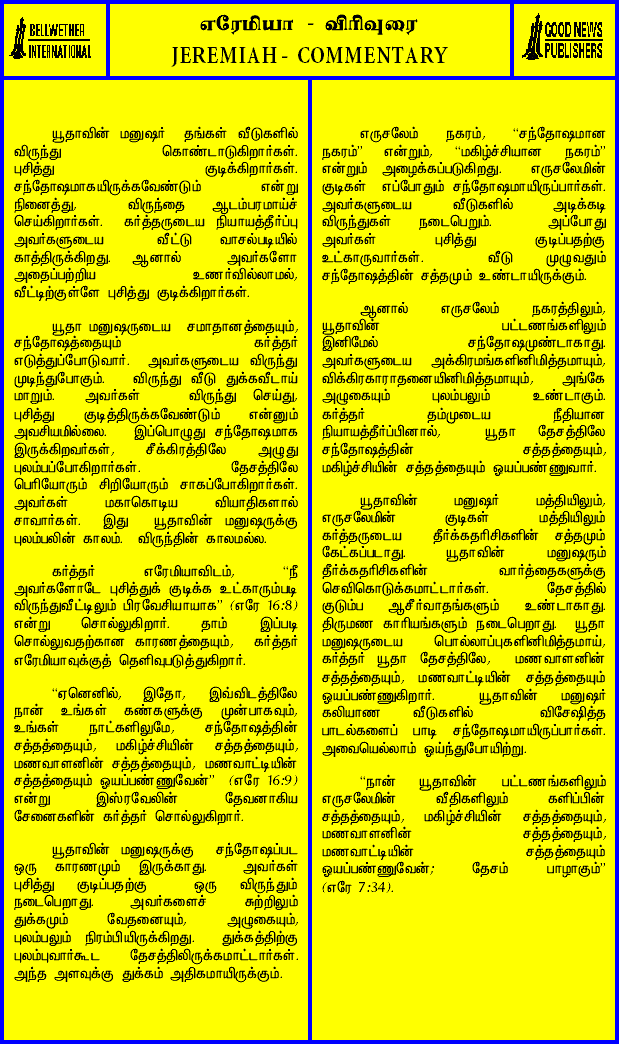 BELLWETHER
INTERNATIONAL
எரேமியா - விரிவுரை
JEREMIAH - COMMENTARY
GOOD NEWS
PUBLISHERS
யூதாவின் மனுஷர் தங்கள் வீடுகளில்
விருந்து கொண்டாடுகிறார்கள்.
புசித்து குடிக்கிறார்கள்.
சந்தோஷமாகயிருக்கவேண்டும் என்று
நினைத்து, விருந்தை ஆடம்பரமாய்ச்
செய்கிறார்கள். கர்த்தருடைய நியாயத்தீர்ப்பு
அவர்களுடைய வீட்டு வாசல்படியில்
காத்திருக்கிறது. ஆனால் அவர்களோ
அதைப்பற்றிய உணர்வில்லாமல்,
வீட்டிற்குள்ளே புசித்து குடிக்கிறார்கள்.
யூதா மனுஷருடைய சமாதானத்தையும்,
சந்தோஷத்தையும் கர்த்தர்
எடுத்துப்போடுவார். அவர்களுடைய விருந்து
முடிந்துபோகும். விருந்து வீடு துக்கவீடாய்
மாறும். அவர்கள் விருந்து செய்து,
புசித்து குடித்திருக்கவேண்டும் என்னும்
அவசியமில்லை. இப்பொழுது சந்தோஷமாக
இருக்கிறவர்கள், சீக்கிரத்திலே அழுது
புலம்பப்போகிறார்கள். தேசத்திலே
பெரியோரும் சிறியோரும் சாகப்போகிறார்கள்.
அவர்கள் மகாகொடிய வியாதிகளால்
சாவார்கள். இது யூதாவின் மனுஷருக்கு
புலம்பலின் காலம். விருந்தின் காலமல்ல.
கர்த்தர் எரேமியாவிடம், “நீ
அவர்களோடே புசித்துக் குடிக்க உட்காரும்படி
விருந்துவீட்டிலும் பிரவேசியாயாக” (எரே 16:8)
என்று சொல்லுகிறார். தாம் இப்படி
சொல்லுவதற்கான காரணத்தையும், கர்த்தர்
எரேமியாவுக்குத் தெளிவுபடுத்துகிறார்.
“ஏனெனில், இதோ, இவ்விடத்திலே
நான் உங்கள் கண்களுக்கு முன்பாகவும்,
உங்கள் நாட்களிலுமே, சந்தோஷத்தின்
சத்தத்தையும், மகிழ்ச்சியின் சத்தத்தையும்,
மணவாளனின் சத்தத்தையும், மணவாட்டியின்
சத்தத்தையும் ஒயப்பண்ணுவேன்” (எரே 16:9)
என்று இஸ்ரவேலின் தேவனாகிய
சேனைகளின் கர்த்தர் சொல்லுகிறார்.
யூதாவின் மனுஷருக்கு சந்தோஷப்பட
ஒரு காரணமும் இருக்காது. அவர்கள்
புசித்து குடிப்பதற்கு ஒரு விருந்தும்
நடைபெறாது. அவர்களைச் சுற்றிலும்
துக்கமும் வேதனையும், அழுகையும்,
புலம்பலும் நிரம்பியிருக்கிறது. துக்கத்திற்கு
புலம்புவார்கூட தேசத்திலிருக்கமாட்டார்கள்.
அந்த அளவுக்கு துக்கம் அதிகமாயிருக்கும்.
எருசலேம் நகரம், “சந்தோஷமான
நகரம்” என்றும், “மகிழ்ச்சியான நகரம்”
என்றும் அழைக்கப்படுகிறது. எருசலேமின்
குடிகள் எப்போதும் சந்தோஷமாயிருப்பார்கள்.
அவர்களுடைய வீடுகளில் அடிக்கடி
விருந்துகள் நடைபெறும். அப்போது
அவர்கள் புசித்து குடிப்பதற்கு
உட்காருவார்கள். வீடு முழுவதும்
சந்தோஷத்தின் சத்தமும் உண்டாயிருக்கும்.
ஆனால் எருசலேம் நகரத்திலும்,
யூதாவின் பட்டணங்களிலும்
இனிமேல் சந்தோஷமுண்டாகாது.
அவர்களுடைய அக்கிரமங்களினிமித்தமாயும்,
விக்கிரகாராதனையினிமித்தமாயும், அங்கே
அழுகையும் புலம்பலும் உண்டாகும்.
கர்த்தர் தம்முடைய நீதியான
நியாயத்தீர்ப்பினால், யூதா தேசத்திலே
சந்தோஷத்தின் சத்தத்தையும்,
மகிழ்ச்சியின் சத்தத்தையும் ஓயப்பண்ணுவார்.
யூதாவின் மனுஷர் மத்தியிலும்,
எருசலேமின் குடிகள் மத்தியிலும்
கர்த்தருடைய தீர்க்கதரிசிகளின் சத்தமும்
கேட்கப்படாது. யூதாவின் மனுஷரும்
தீர்க்கதரிசிகளின் வார்த்தைகளுக்கு
செவிகொடுக்கமாட்டார்கள். தேசத்தில்
குடும்ப ஆசீர்வாதங்களும் உண்டாகாது.
திருமண காரியங்களும் நடைபெறாது. யூதா
மனுஷருடைய பொல்லாப்புகளினிமித்தமாய்,
கர்த்தர் யூதா தேசத்திலே, மணவாளனின்
சத்தத்தையும், மணவாட்டியின் சத்தத்தையும்
ஓயப்பண்ணுகிறார். யூதாவின் மனுஷர்
கலியாண வீடுகளில் விசேஷித்த
பாடல்களைப் பாடி சந்தோஷமாயிருப்பார்கள்.
அவையெல்லாம் ஓய்ந்துபோயிற்று.
“நான் யூதாவின் பட்டணங்களிலும்
எருசலேமின் வீதிகளிலும் களிப்பின்
சத்தத்தையும், மகிழ்ச்சியின் சத்தத்தையும்,
மணவாளனின் சத்தத்தையும்,
மணவாட்டியின் சத்தத்தையும்
ஓயப்பண்ணுவேன்; தேசம் பாழாகும்”
(எரே 7:34).